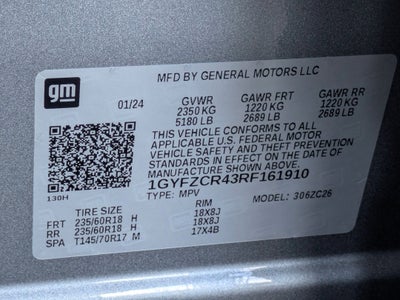 gm
MFD BY GENERAL MOTORS LLC
01/24 GVWR GAWR FRT GAWR RR
2350 KG 1220 KG 1220 KG
5180 LB 2689 LB 2689 LB
THIS VEHICLE CONFORMS TO ALL
APPLICABLE U.S. FEDERAL MOTOR
VEHICLE SAFETY AND THEFT PREVENTION
STANDARDS IN EFFECT ON THE DATE OF
MANUFACTURE SHOWN ABOVE.
1GYFZCR43RF161910
130H TYPE: MPV MODEL: 306ZC26
TIRE SIZE RIM
FRT 235/60R18 H 18X8J
RR 235/60R18 H 18X8J
SPA T145/70R17 M 17X4B